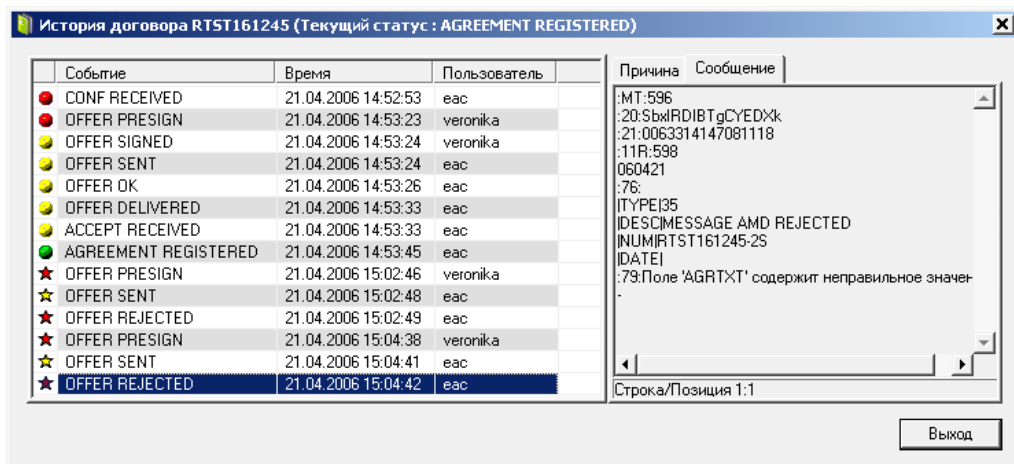 История договора RTST161245 (Текущий статус : AGREEMENT REGISTERED)
Событие Время Пользователь
CONF RECEIVED 21.04.2006 14:52:53 eac
OFFER PRESIGN 21.04.2006 14:53:23 veronika
OFFER SIGNED 21.04.2006 14:53:24 veronika
OFFER SENT 21.04.2006 14:53:24 eac
OFFER OK 21.04.2006 14:53:26 eac
OFFER DELIVERED 21.04.2006 14:53:33 eac
ACCEPT RECEIVED 21.04.2006 14:53:33 eac
AGREEMENT REGISTERED 21.04.2006 14:53:45 eac
OFFER PRESIGN 21.04.2006 15:02:46 veronika
OFFER SENT 21.04.2006 15:02:48 eac
OFFER REJECTED 21.04.2006 15:02:49 eac
OFFER PRESIGN 21.04.2006 15:04:38 veronika
OFFER SENT 21.04.2006 15:04:41 eac
OFFER REJECTED 21.04.2006 15:04:42 eac
Причина Сообщение
:MT:596
:20:SbwIRDIBTgCYEDXk
:21:0063314147081118
:11R:598
060421
:76:
|TYPE|35
|DESC|MESSAGE AMD REJECTED
|NUM|RTST161245-2S
|DATE|
:79:Поле 'AGRTXT' содержит неправильное значен
-
Строка/Позиция 1:1
Выход